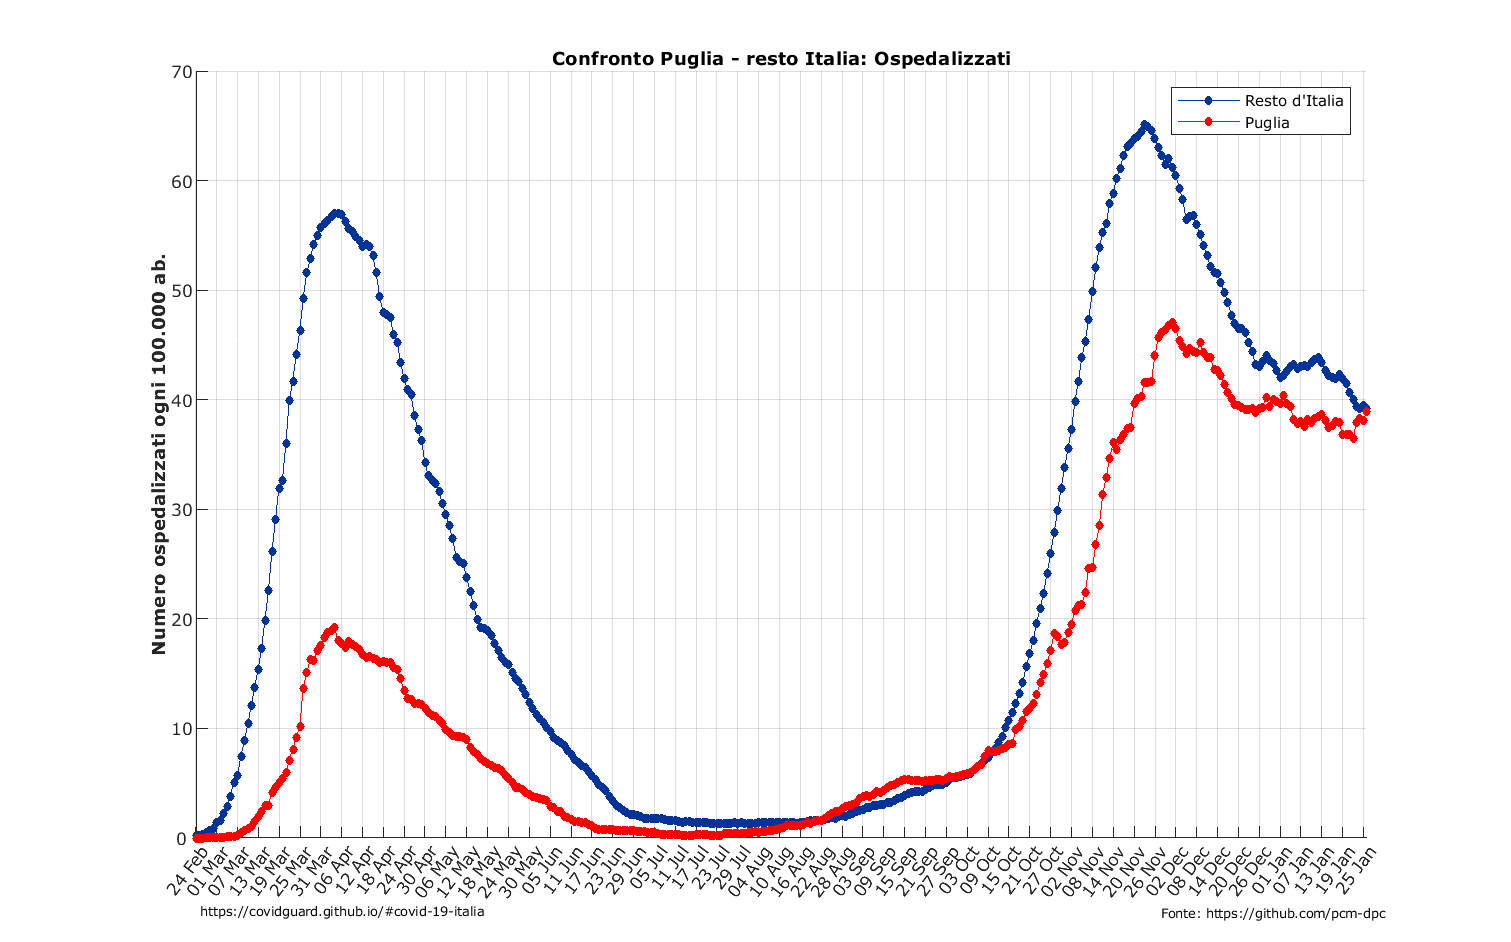 Confronto Puglia - resto Italia: Ospedalizzati
Resto d'Italia
Puglia
Numero ospedalizzati ogni 100.000 ab.
70
60
50
40
30
20
10
0
24 Feb
01 Mar
07 Mar
13 Mar
19 Mar
25 Mar
31 Mar
06 Apr
12 Apr
18 Apr
24 Apr
30 Apr
06 May
12 May
18 May
24 May
30 May
05 Jun
11 Jun
17 Jun
23 Jun
29 Jun
05 Jul
11 Jul
17 Jul
23 Jul
29 Jul
04 Aug
10 Aug
16 Aug
22 Aug
28 Aug
03 Sep
09 Sep
15 Sep
21 Sep
27 Sep
03 Oct
09 Oct
15 Oct
21 Oct
27 Oct
02 Nov
08 Nov
14 Nov
20 Nov
26 Nov
02 Dec
08 Dec
14 Dec
20 Dec
26 Dec
01 Jan
07 Jan
13 Jan
19 Jan
25 Jan
https://covidguard.github.io/#covid-19-italia
Fonte: https://github.com/pcm-dpc